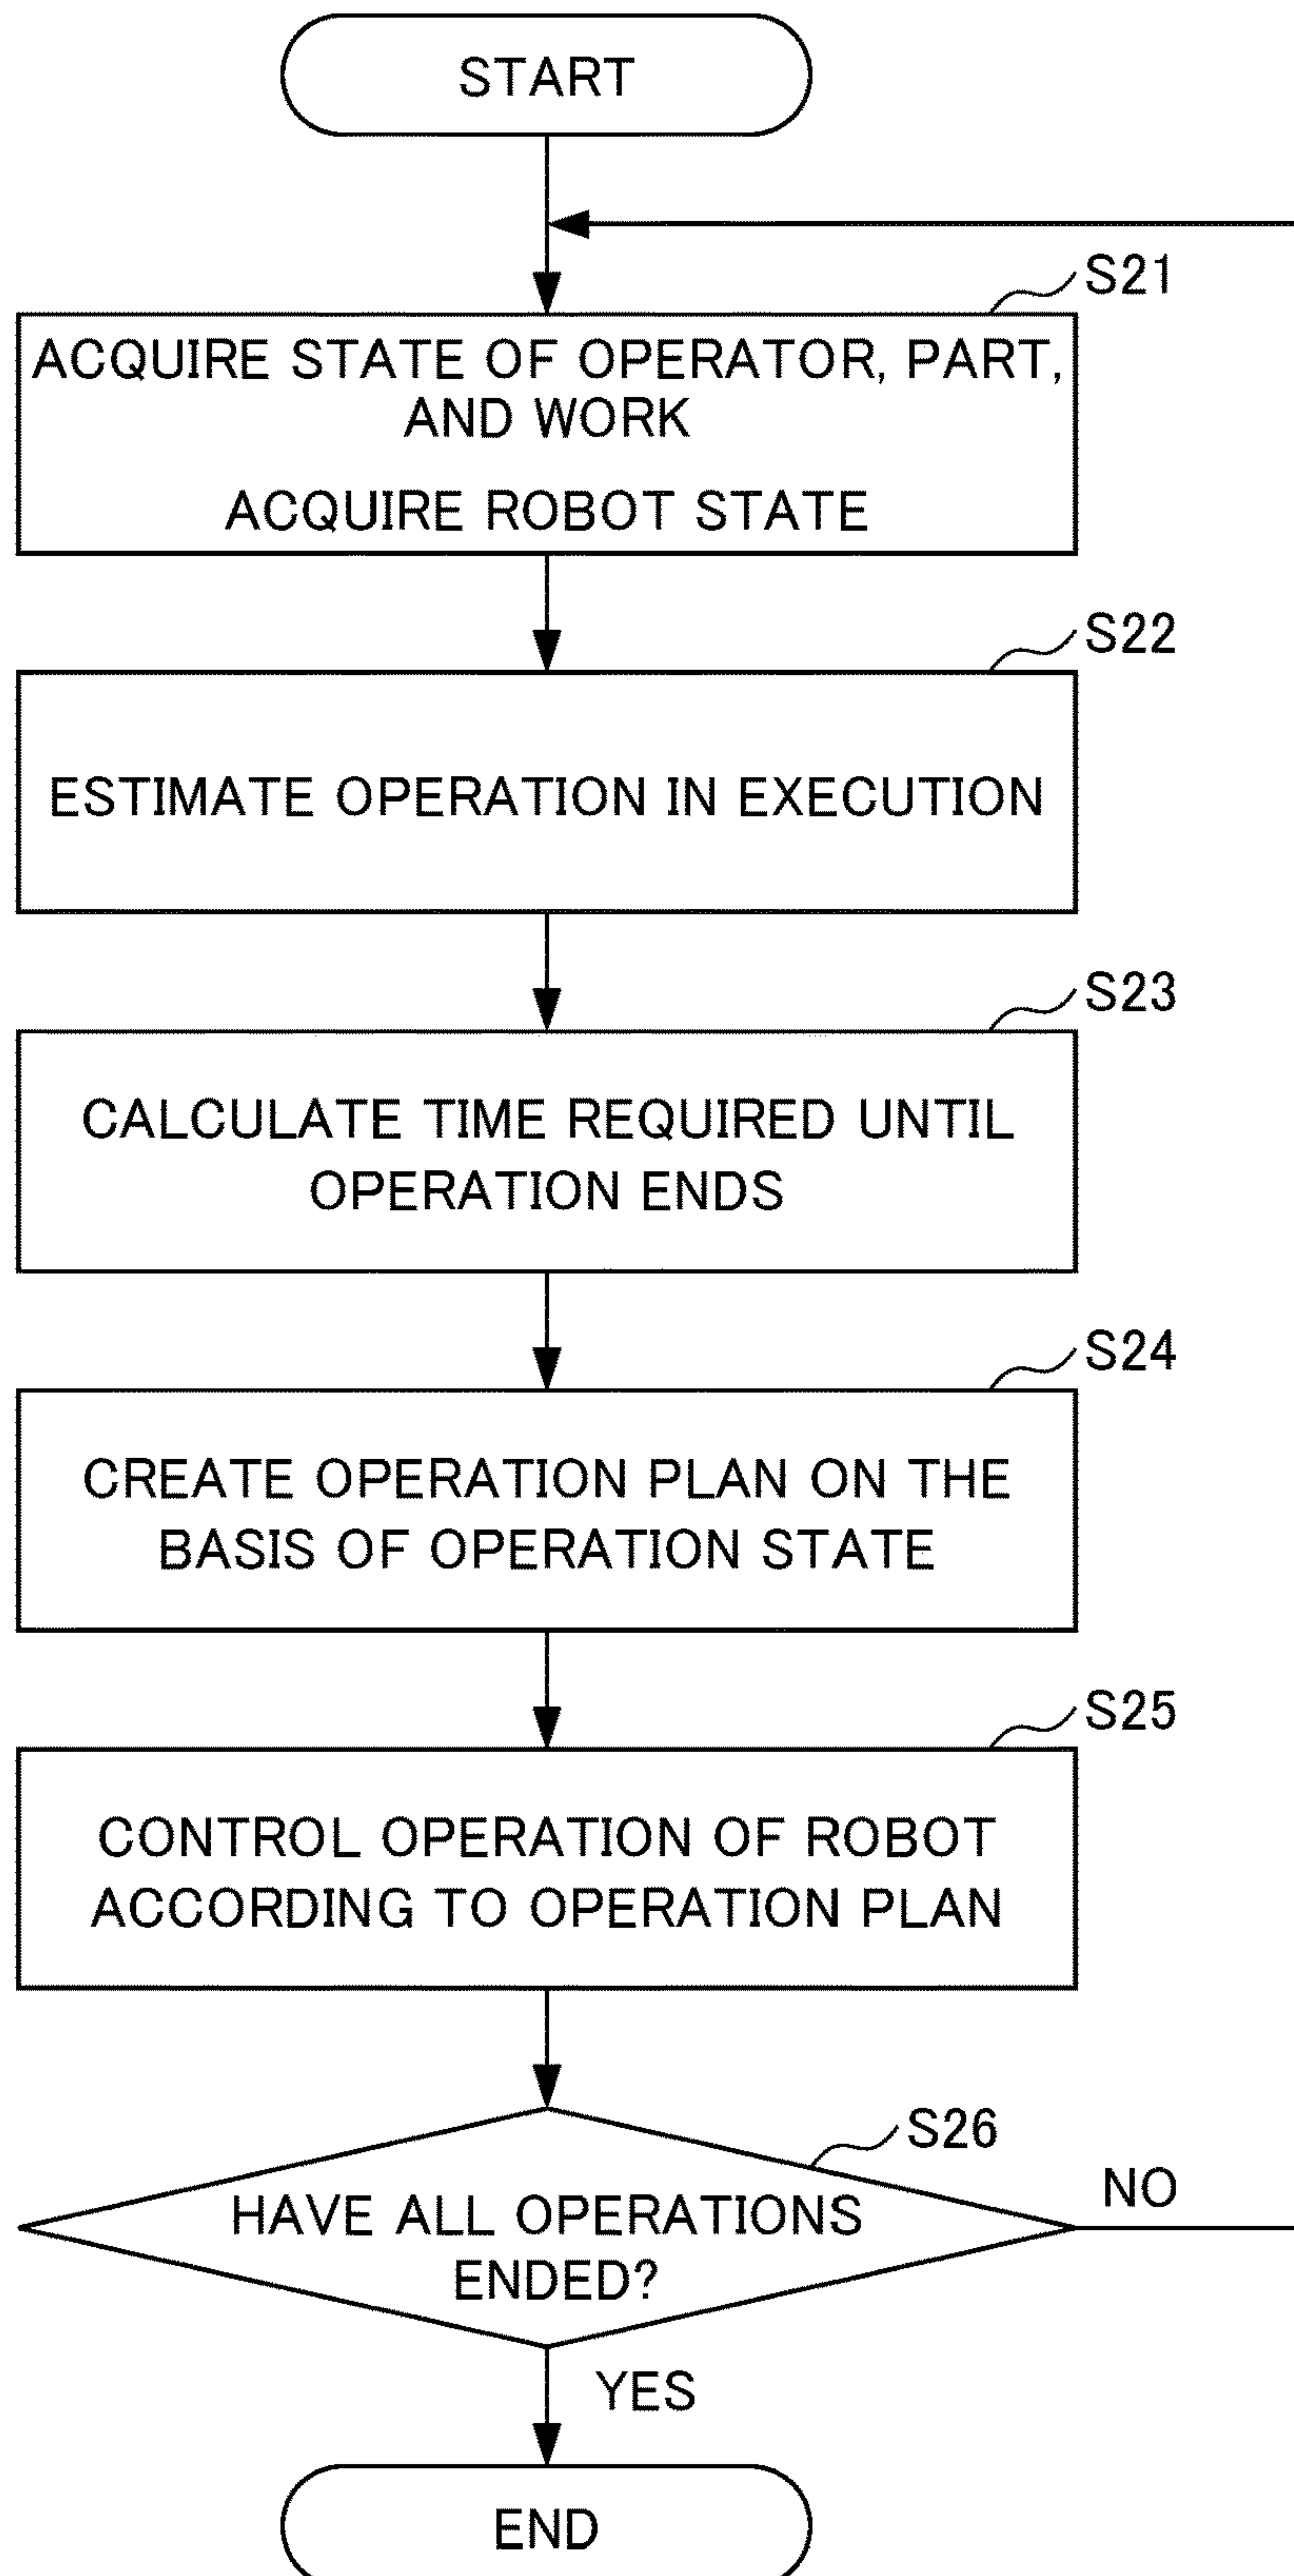 START
S21
ACQUIRE STATE OF OPERATOR, PART,
AND WORK
ACQUIRE ROBOT STATE
S22
ESTIMATE OPERATION IN EXECUTION
S23
CALCULATE TIME REQUIRED UNTIL
OPERATION ENDS
S24
CREATE OPERATION PLAN ON THE
BASIS OF OPERATION STATE
S25
CONTROL OPERATION OF ROBOT
ACCORDING TO OPERATION PLAN
S26
NO
HAVE ALL OPERATIONS
ENDED?
YES
END